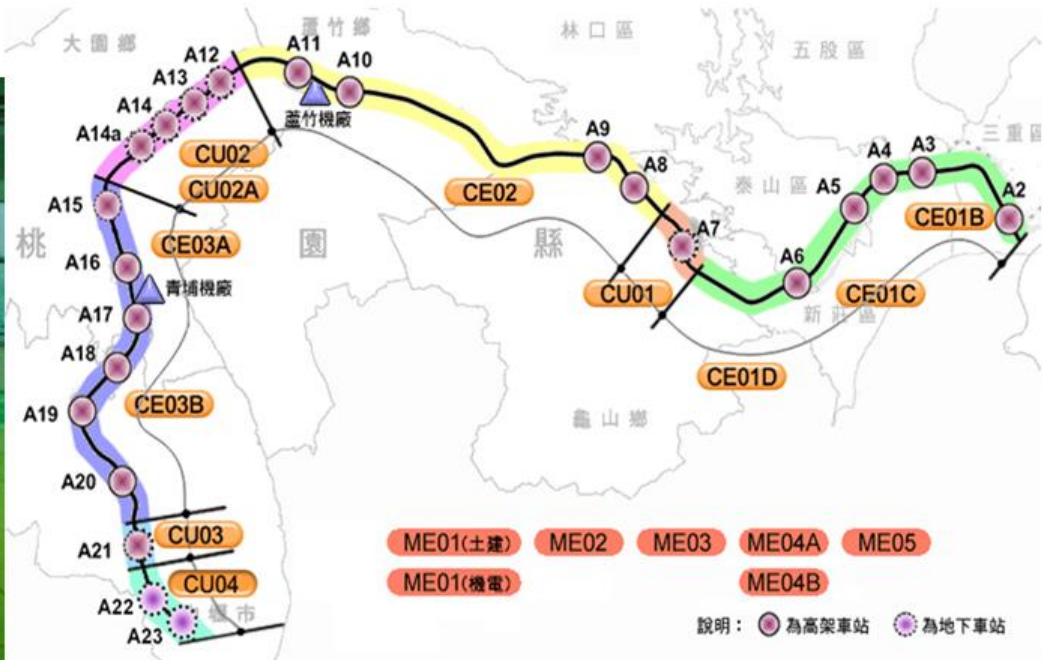 大園鄉
蘆竹鄉
林口區
五股區
A12
A11
A10
A13
A14
A14a
蘆竹機廠
CU02
CU02A
A15
CE02
A9
A8
A7
泰山區
A5
A4
A3
三重區
A2
CE01B
桃園縣
CE03A
A16
青埔機廠
A17
A6
CE01C
CU01
新莊區
A18
CE01D
CE03B
A19
龜山鄉
A20
CU03
A21
CU04
A22
A23
壢市
ME01(土建)
ME02
ME03
ME04A
ME05
ME01(機電)
ME04B
說明：
為高架車站
為地下車站